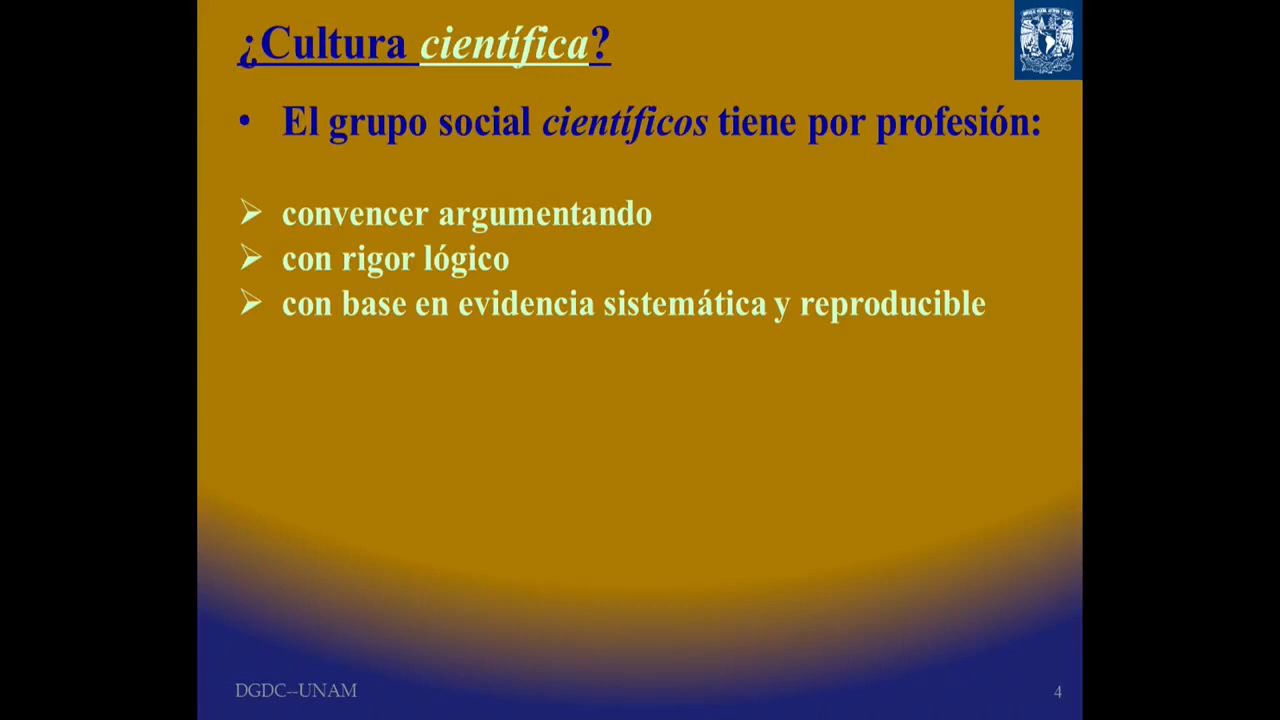 ¿Cultura científica?
• El grupo social científicos tiene por profesión:
➢ convencer argumentando
➢ con rigor lógico
➢ con base en evidencia sistemática y reproducible
DGDC--UNAM
4